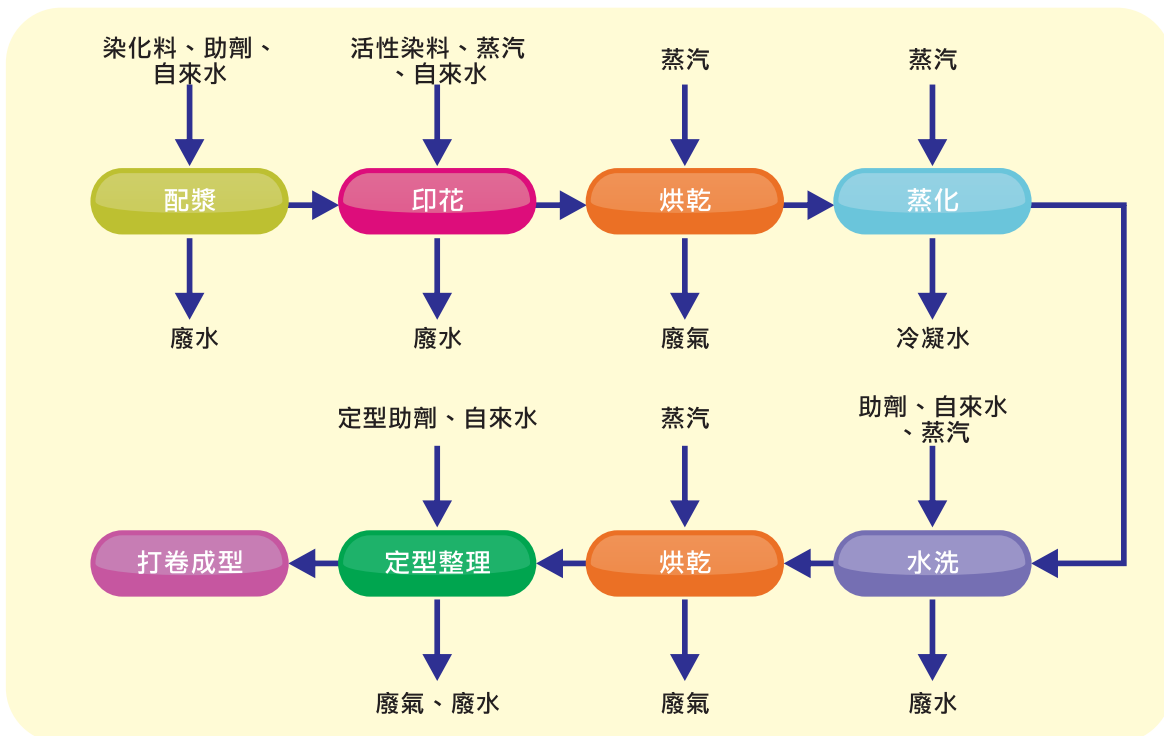 染化料、助劑、
自來水
活性染料、蒸汽
、自來水
蒸汽
蒸汽
配漿
印花
烘乾
蒸化
廢水
廢水
廢氣
冷凝水
定型助劑、自來水
蒸汽
助劑、自來水
、蒸汽
打卷成型
定型整理
烘乾
水洗
廢氣、廢水
廢氣
廢水